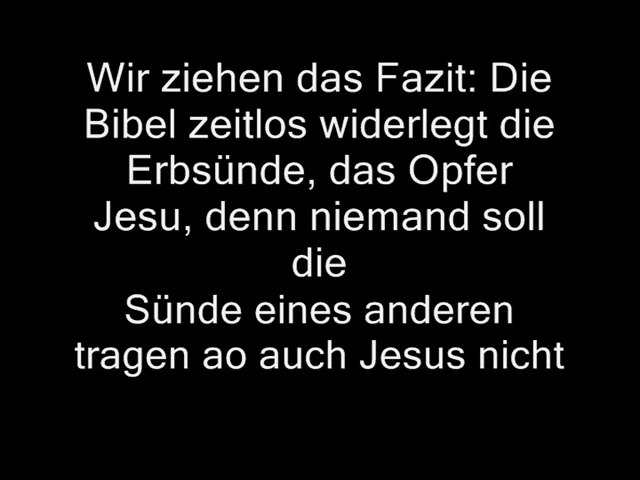 Wir ziehen das Fazit: Die
Bibel zeitlos widerlegt die
Erbsünde, das Opfer
Jesu, denn niemand soll
die
Sünde eines anderen
tragen ao auch Jesus nicht